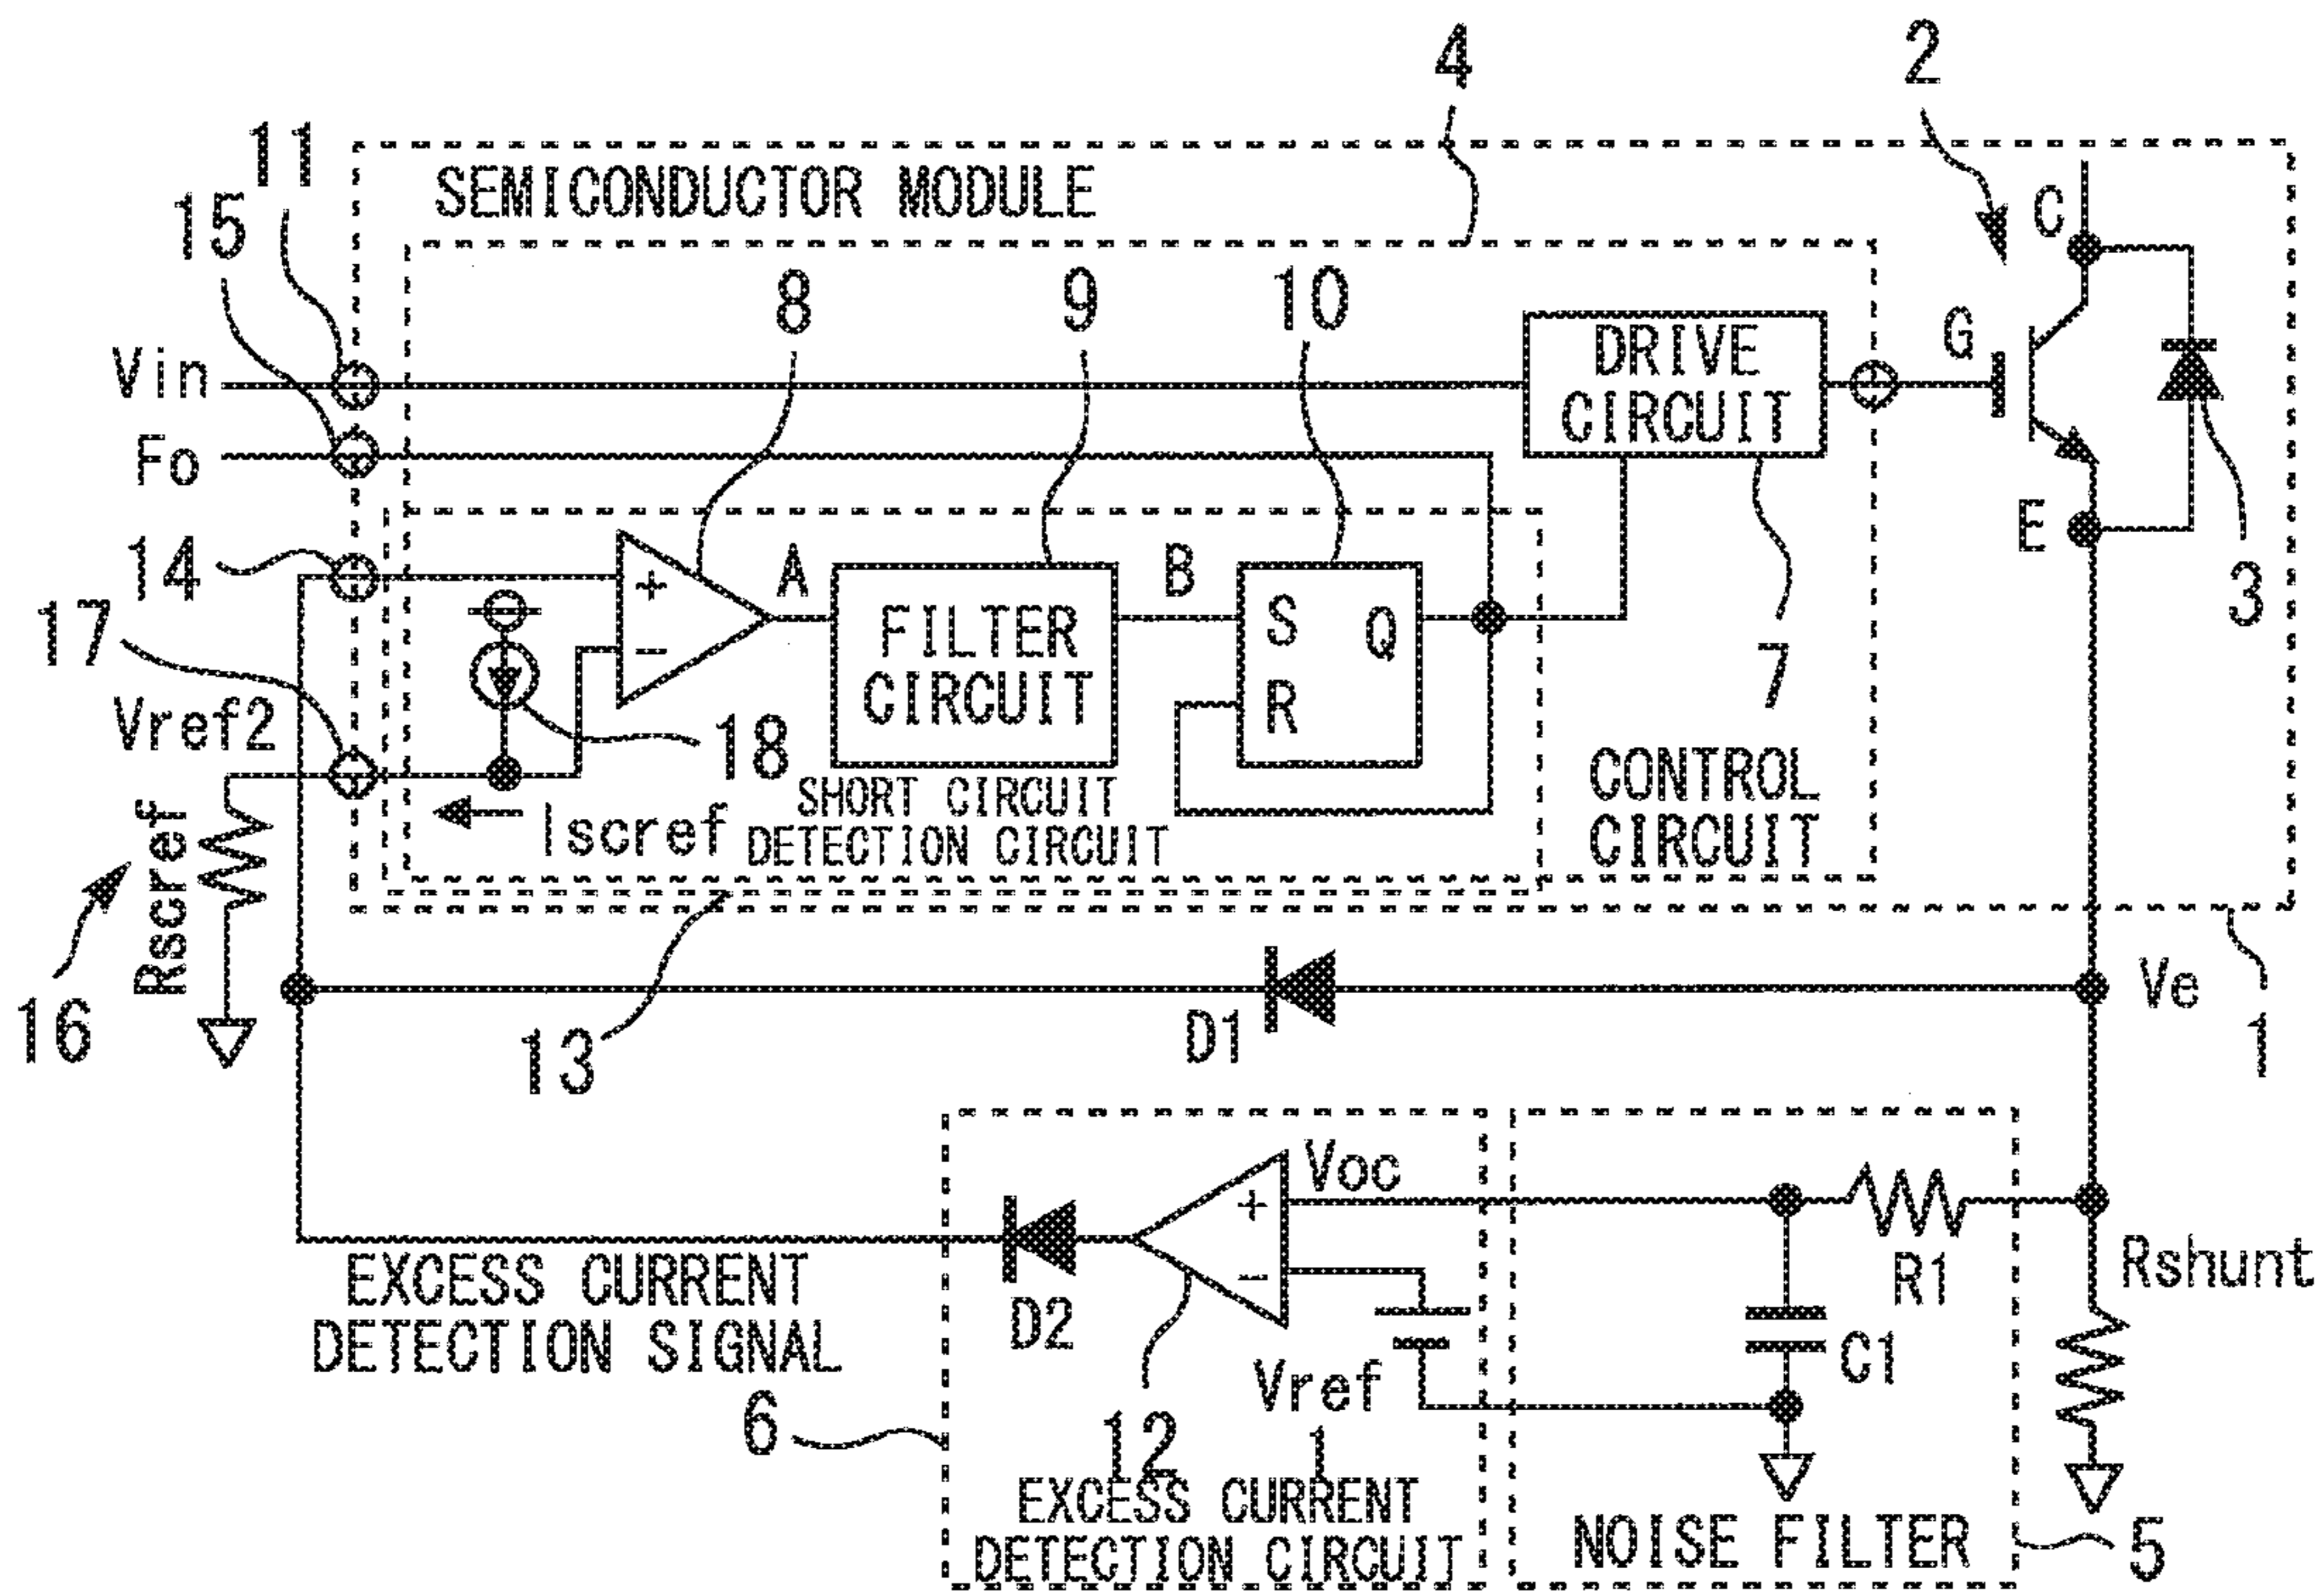 4
2
11
SEMICONDUCTOR MODULE
15
C
8
9
10
G
DRIVE
CIRCUIT
Vin
Fo
E
14
+
A
B
3
17
FILTER
CIRCUIT
S
Q
R
−
7
Vref2
18
Iscref
SHORT CIRCUIT
DETECTION CIRCUIT
CONTROL
CIRCUIT
Rscref
16
13
D1
Ve
1
Voc
+
−
R1
Rshunt
EXCESS CURRENT
DETECTION SIGNAL
D2
C1
Vref
1
6
12
EXCESS CURRENT
DETECTION CIRCUIT
NOISE FILTER
5